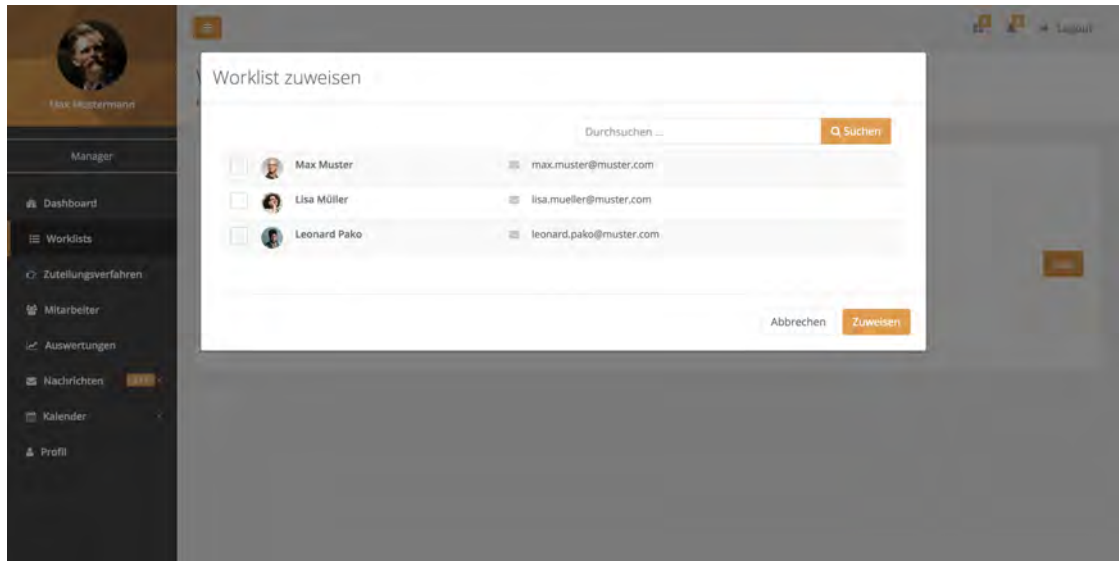 Max Mustermann
Manager
Dashboard
Worklists
Zuteilungsverfahren
Mitarbeiter
Auswertungen
Nachrichten
Kalender
Profil
Logout
Worklist zuweisen
Durchsuchen ...
Suchen
Max Muster max.muster@muster.com
Lisa Müller lisa.mueller@muster.com
Leonard Pako leonard.pako@muster.com
Abbrechen Zuweisen